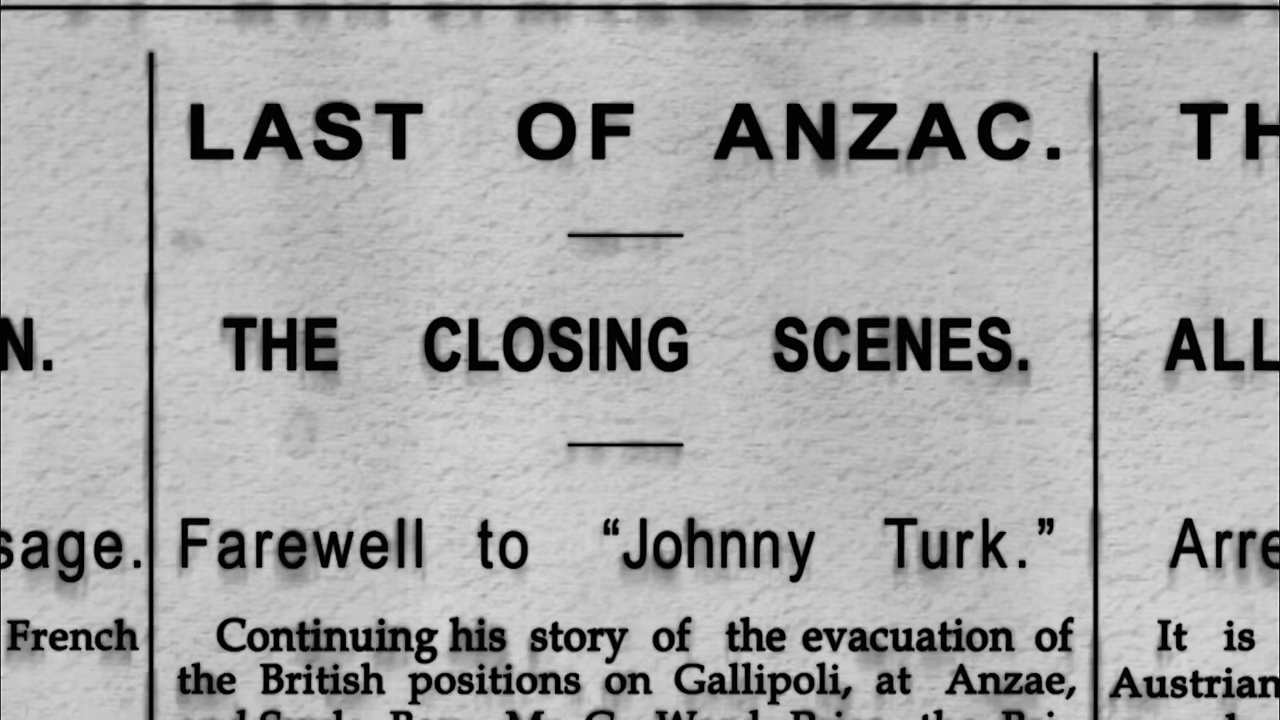 LAST OF ANZAC.
THE CLOSING SCENES.
Farewell to “Johnny Turk.”
Continuing his story of the evacuation of
the British positions on Gallipoli, at Anzae,
N.
sage.
French
TH
ALL
Arre
It is
Austrian